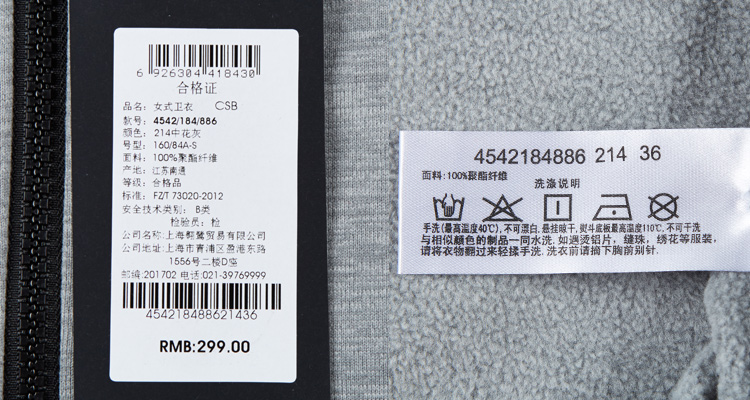 6 926304 418430
合格证
品名: 女式卫衣 CSB
款号: 4542/184/886
颜色: 214中花灰
号型: 160/84A-S
面料: 100%聚酯纤维
产地: 江苏南通
等级: 合格品
标准: FZ/T 73020-2012
安全技术类别: B类
检验员: 检
公司名称:上海翱鹭贸易有限公司
公司地址:上海市青浦区盈港东路
1556号二楼D座
邮编:201702 电话:021-39769999
454218488621436
RMB:299.00
4542184886 214 36
面料:100%聚酯纤维
洗涤说明
手洗(最高温度40℃),不可漂白,悬挂晾干,熨斗底板最高温度110℃,不可干洗
与相似颜色的制品一同水洗.如遇烫铝片，缝珠，绣花等服装，
请将衣物翻过来轻揉手洗.洗衣前请摘下胸前别针.